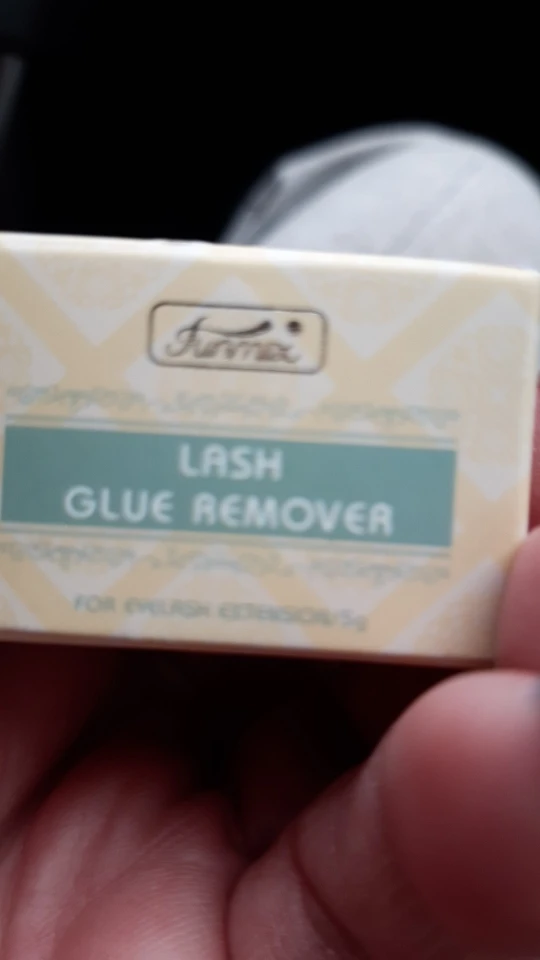 Funmix
LASH
GLUE REMOVER
FOR EYELASH EXTENSION/5g